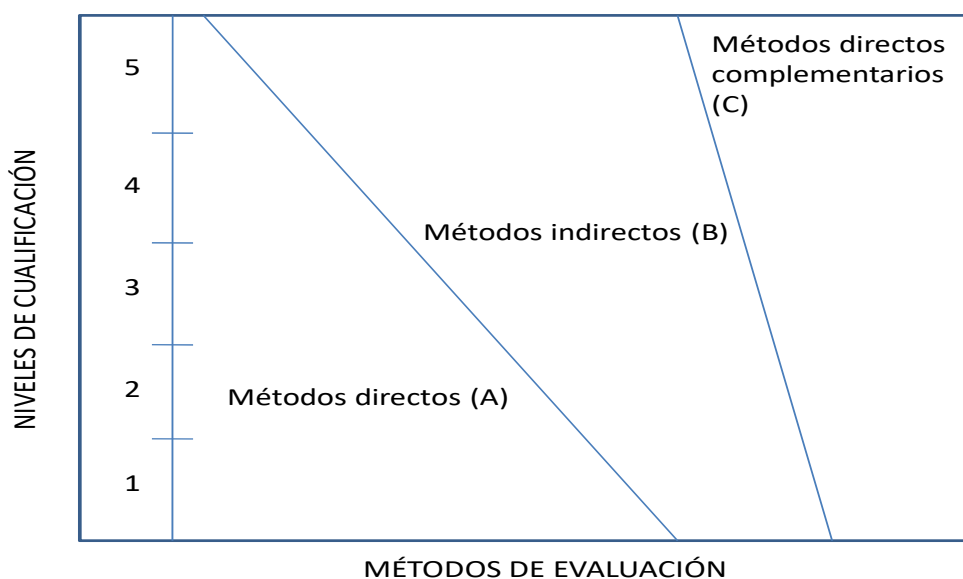 NIVELES DE CUALIFICACIÓN
5
4
3
2
1
Métodos directos (A)
Métodos indirectos (B)
Métodos directos
complementarios
(C)
MÉTODOS DE EVALUACIÓN